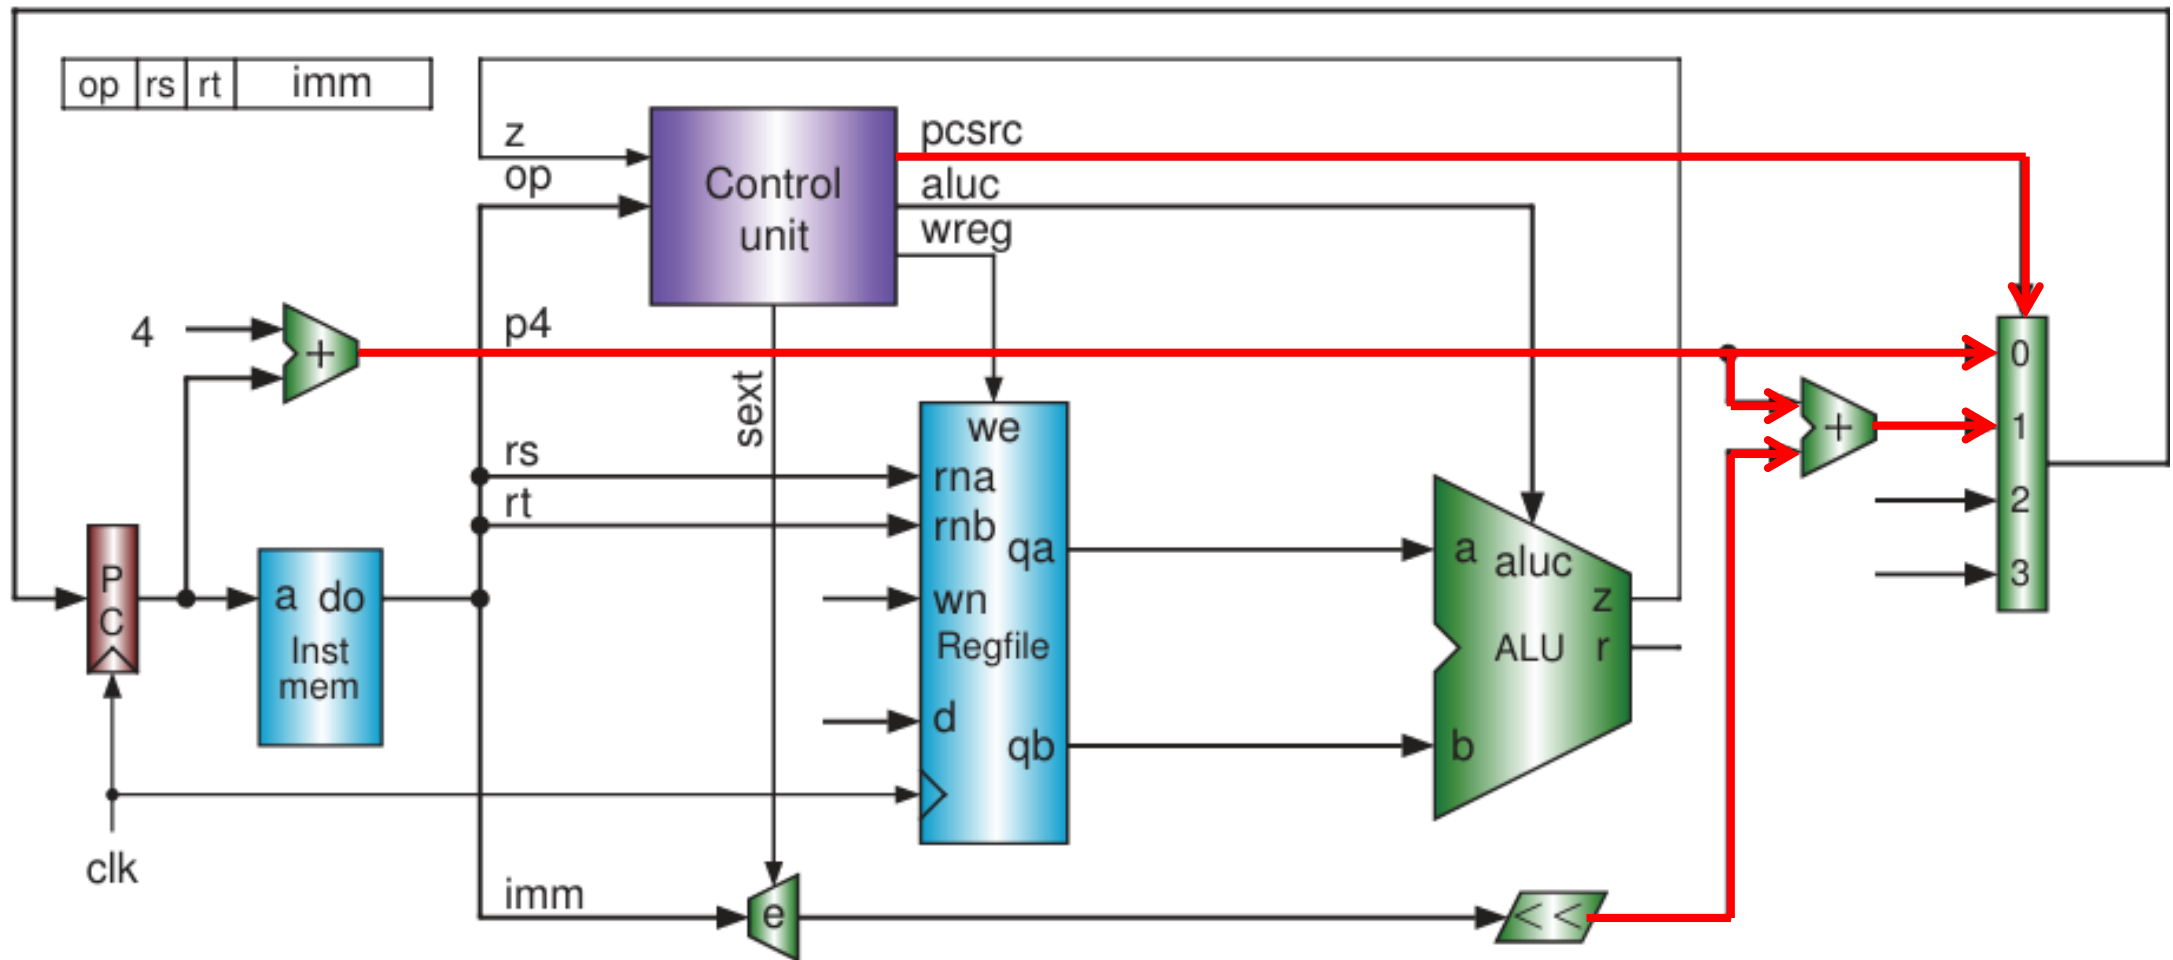 op rs rt imm
z
op
Control
unit
pcsrc
aluc
wreg
4
+
p4
sext
rs
rt
we
rna
rnb
qa
wn
Regfile
d
qb
a
aluc
z
ALU
r
b
+
0
1
2
3
P
C
a do
Inst
mem
clk
imm
e
<<